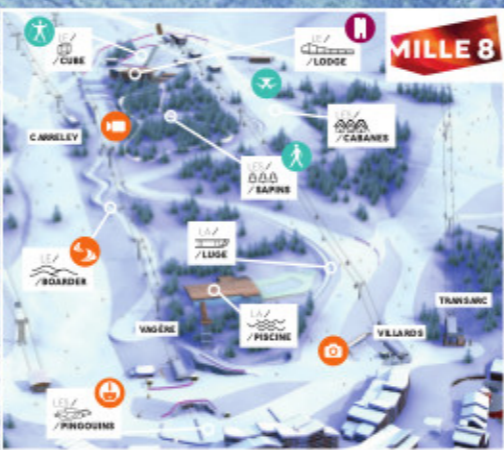 MILLE 8
LE/
/CUBE
LE/
/LODGE
CARRELEY
LES/
/CABANES
LES/
/SAPINS
LA/
/LUGE
LE/
/BOARDER
TRANSARC
LA/
/PISCINE
VAGÈRE
VILLARDS
LES/
/PINGOUINS